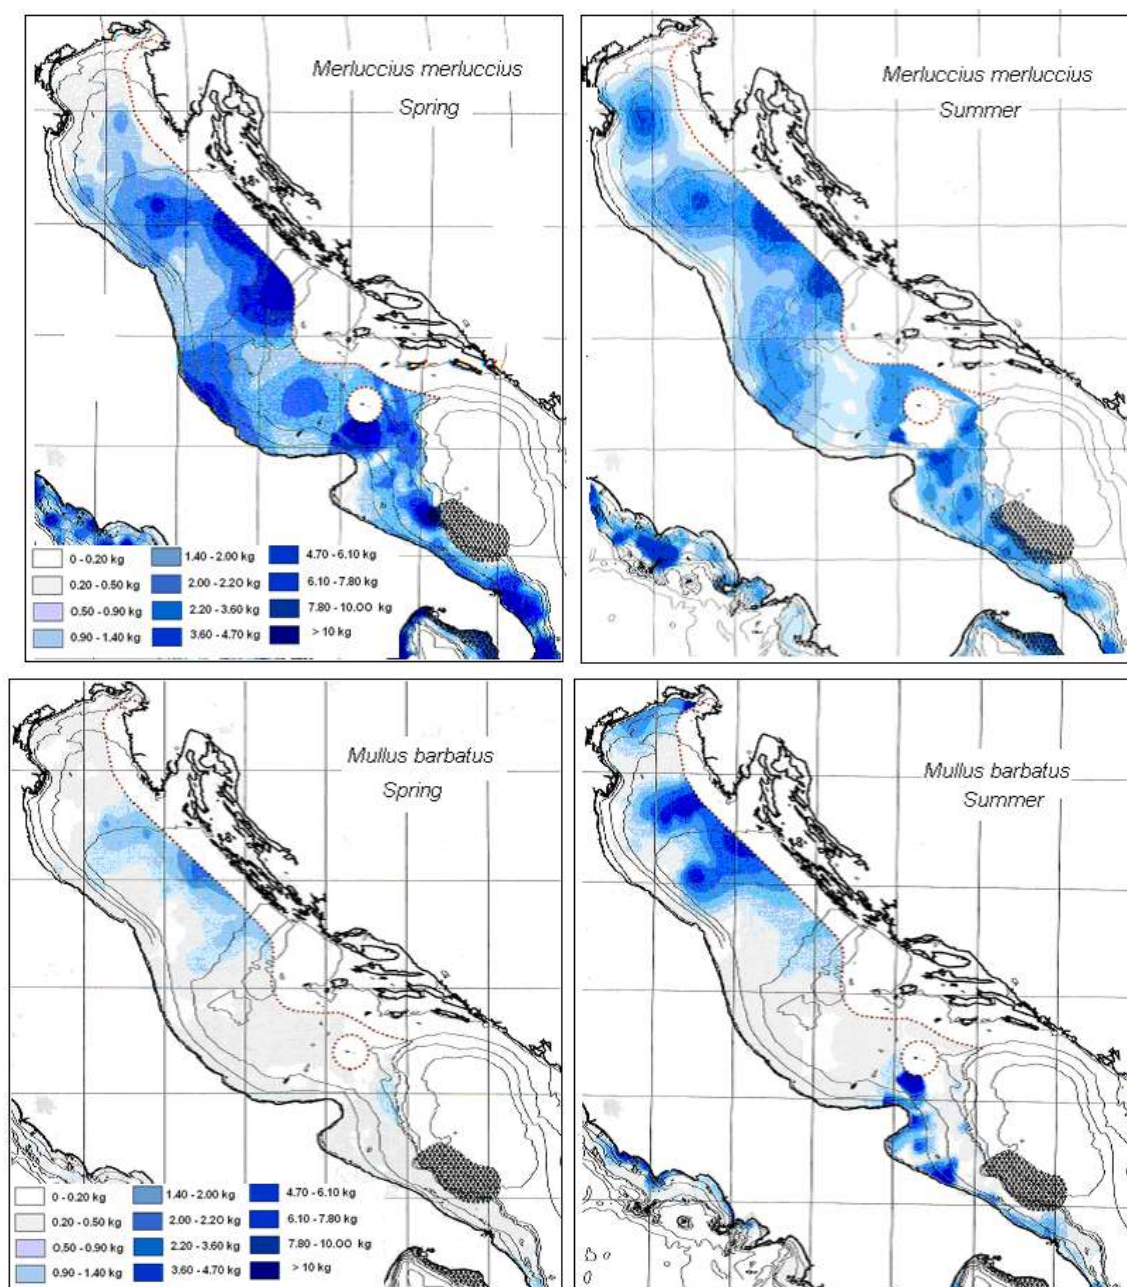 Merluccius merluccius
Spring
Merluccius merluccius
Summer
0 - 0.20 kg
1.40 - 2.00 kg
4.70 - 6.10 kg
0.20 - 0.50 kg
2.00 - 2.20 kg
6.10 - 7.80 kg
0.50 - 0.90 kg
2.20 - 3.60 kg
7.80 - 10.00 kg
0.90 - 1.40 kg
3.60 - 4.70 kg
> 10 kg
Mullus barbatus
Spring
Mullus barbatus
Summer
0 - 0.20 kg
1.40 - 2.00 kg
4.70 - 6.10 kg
0.20 - 0.50 kg
2.00 - 2.20 kg
6.10 - 7.80 kg
0.50 - 0.90 kg
2.20 - 3.60 kg
7.80 - 10.00 kg
0.90 - 1.40 kg
3.60 - 4.70 kg
> 10 kg